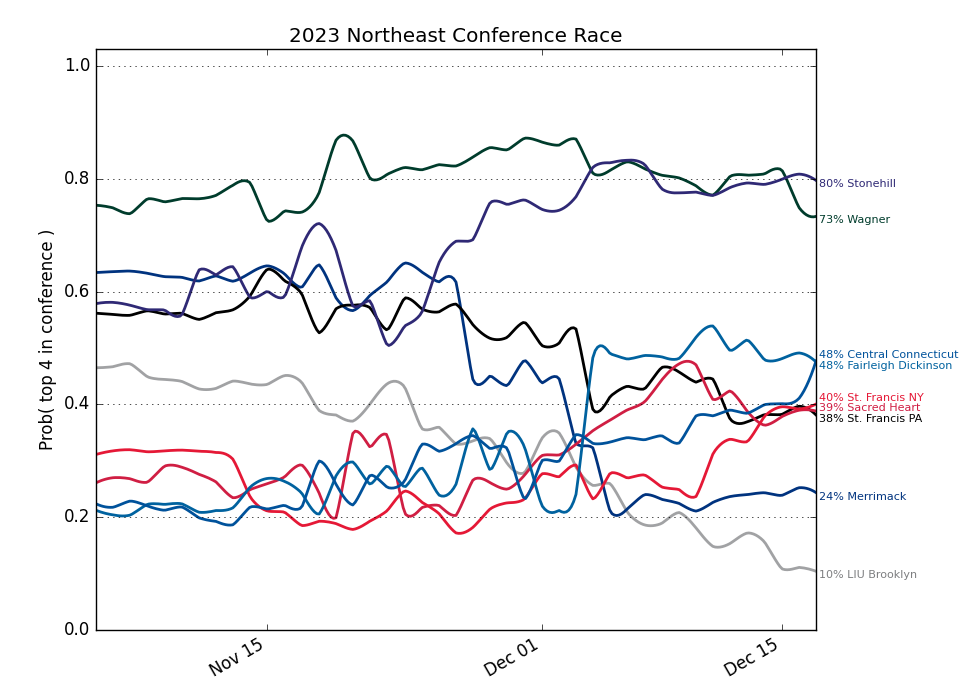 2023 Northeast Conference Race
Prob( top 4 in conference )
1.0
0.8
0.6
0.4
0.2
0.0
Nov 15
Dec 01
Dec 15
80% Stonehill
73% Wagner
48% Central Connecticut
48% Fairleigh Dickinson
40% St. Francis NY
39% Sacred Heart
38% St. Francis PA
24% Merrimack
10% LIU Brooklyn